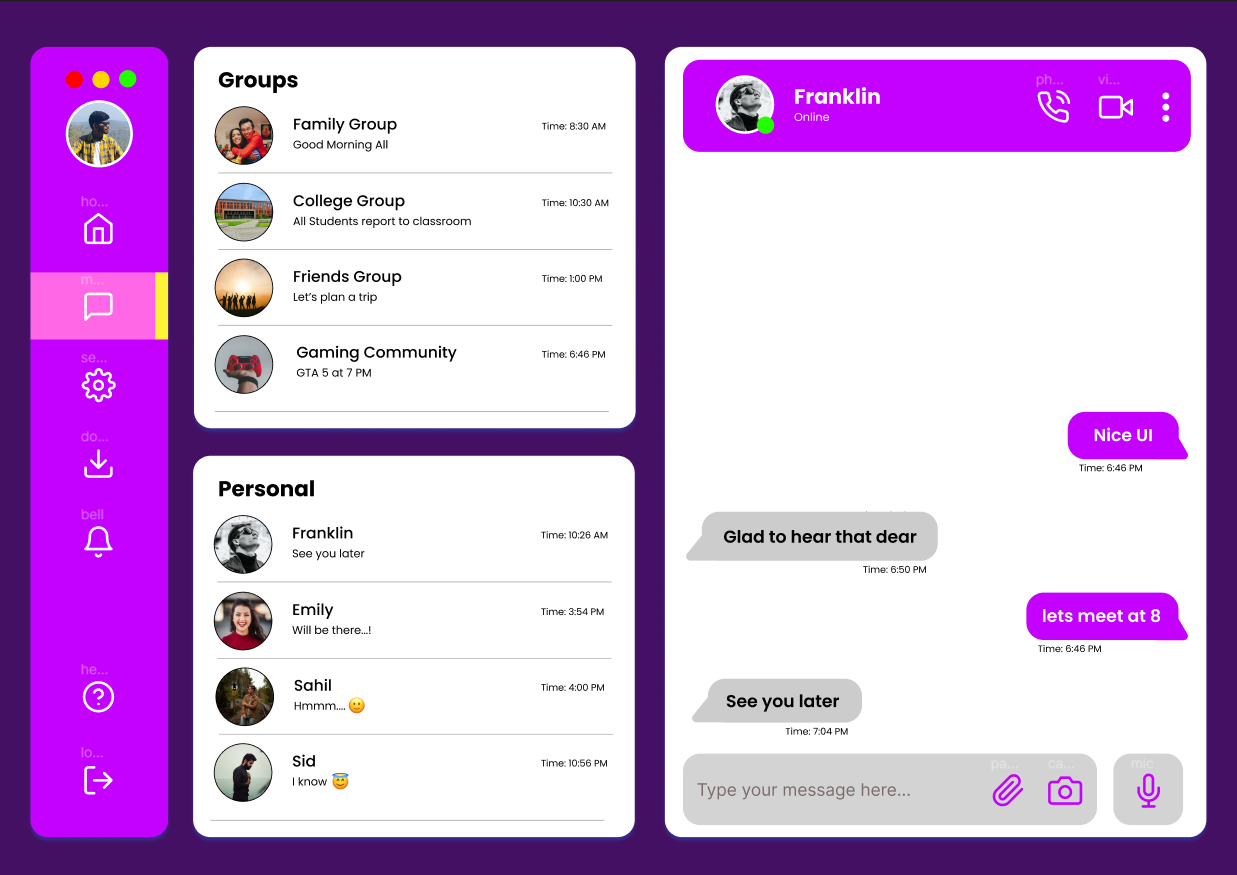 ho...
m...
se...
do...
bell
he...
lo...
Groups
Family Group
Time: 8:30 AM
Good Morning All
College Group
Time: 10:30 AM
All Students report to classroom
Friends Group
Time: 1:00 PM
Let's plan a trip
Gaming Community
Time: 6:46 PM
GTA 5 at 7 PM
Personal
Franklin
Time: 10:26 AM
See you later
Emily
Time: 3:54 PM
Will be there...!
Sahil
Time: 4:00 PM
Hmmm.... 🙂
Sid
Time: 10:56 PM
I know 😇
Franklin
Online
ph...
vi...
Nice UI
Time: 6:46 PM
Glad to hear that dear
Time: 6:50 PM
lets meet at 8
Time: 6:46 PM
See you later
Time: 7:04 PM
Type your message here...
pa...
ca...
mic